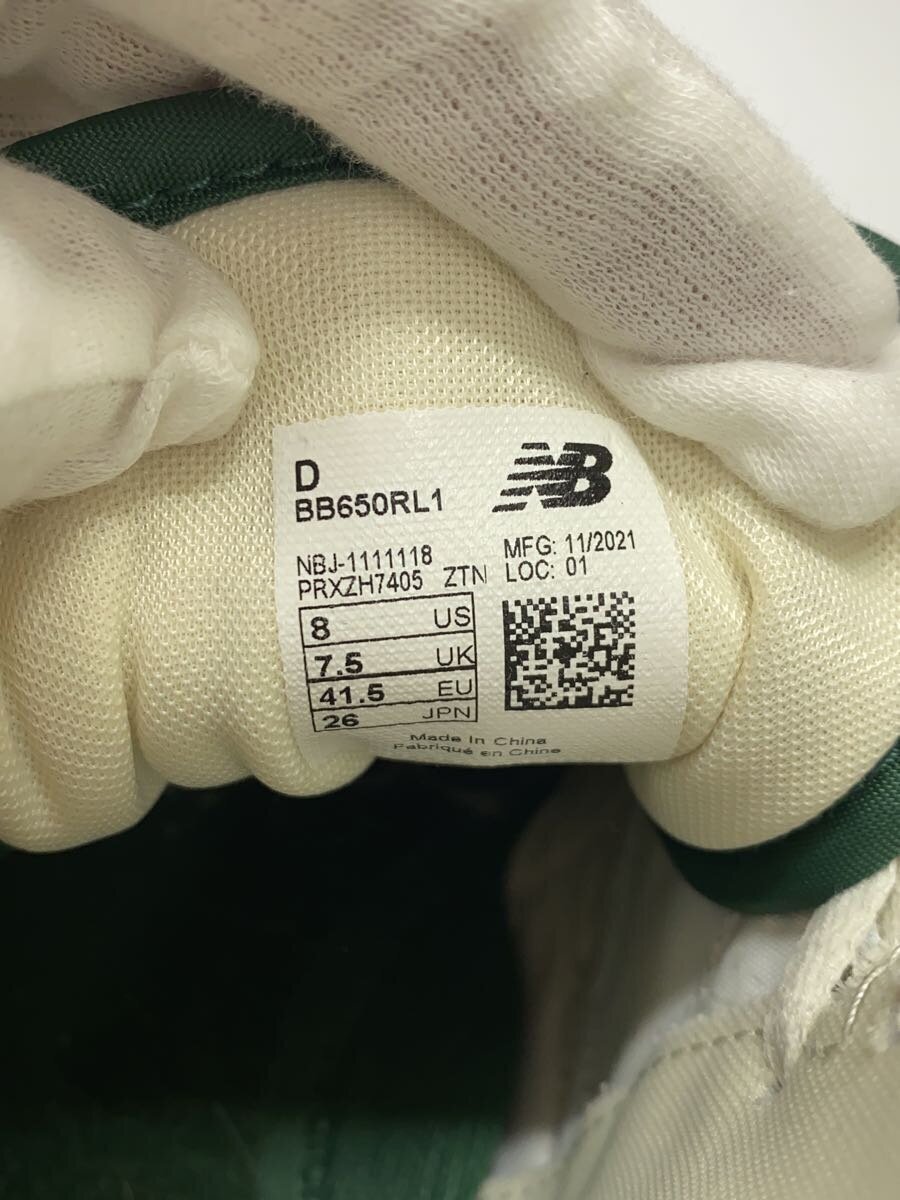 D
NB
BB650RL1
NBJ-1111118
PRXZH7405 ZTN
MFG: 11/2021
LOC: 01
8 US
7.5 UK
41.5 EU
26 JPN
Made In China
Fabriqué en Chine